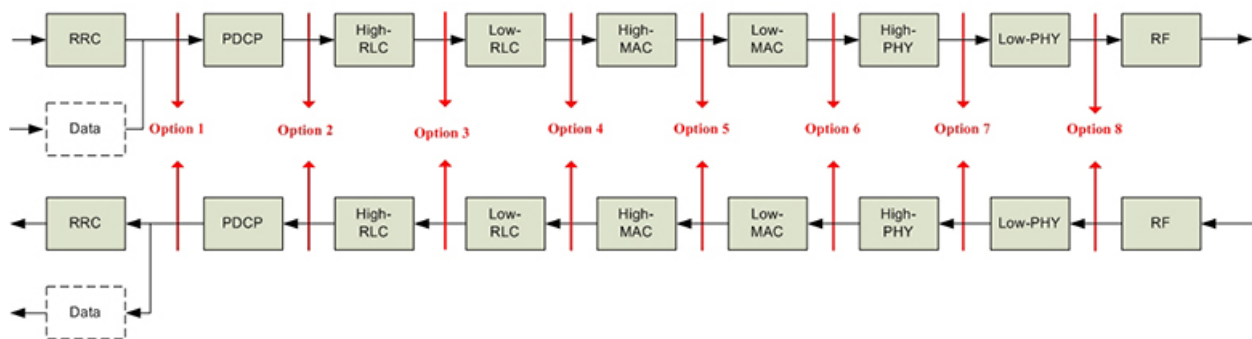 RRC
PDCP
High-
RLC
Low-
RLC
High-
MAC
Low-
MAC
High-
PHY
Low-PHY
RF
Data
Option 1
Option 2
Option 3
Option 4
Option 5
Option 6
Option 7
Option 8
RRC
PDCP
High-
RLC
Low-
RLC
High-
MAC
Low-
MAC
High-
PHY
Low-PHY
RF
Data